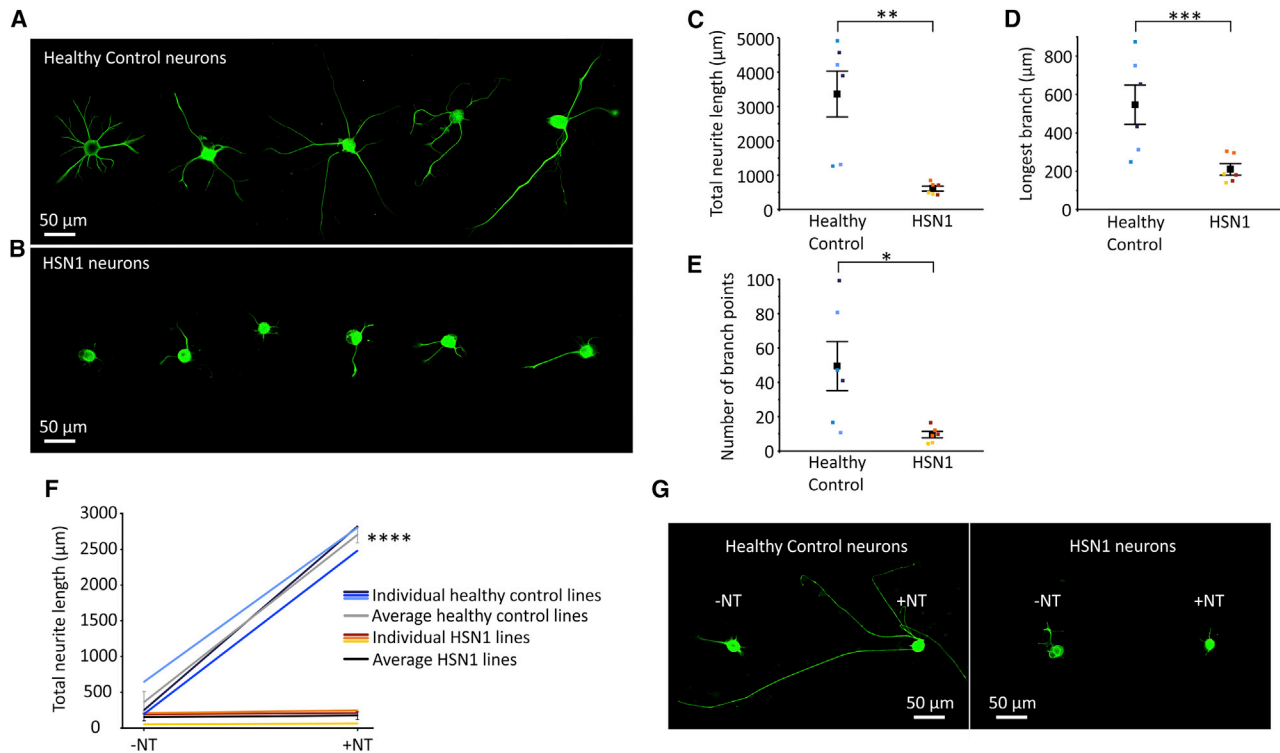 A
Healthy Control neurons
50 µm
B
HSN1 neurons
50 µm
C
**
Total neurite length (µm)
5000
4000
3000
2000
1000
0
Healthy
Control
HSN1
D
***
Longest branch (µm)
800
600
400
200
0
Healthy
Control
HSN1
E
*
Number of branch points
100
80
60
40
20
0
Healthy
Control
HSN1
F
Total neurite length (µm)
3000
2500
2000
1500
1000
500
0
-NT
+NT
****
Individual healthy control lines
Average healthy control lines
Individual HSN1 lines
Average HSN1 lines
G
Healthy Control neurons
-NT
+NT
50 µm
HSN1 neurons
-NT
+NT
50 µm